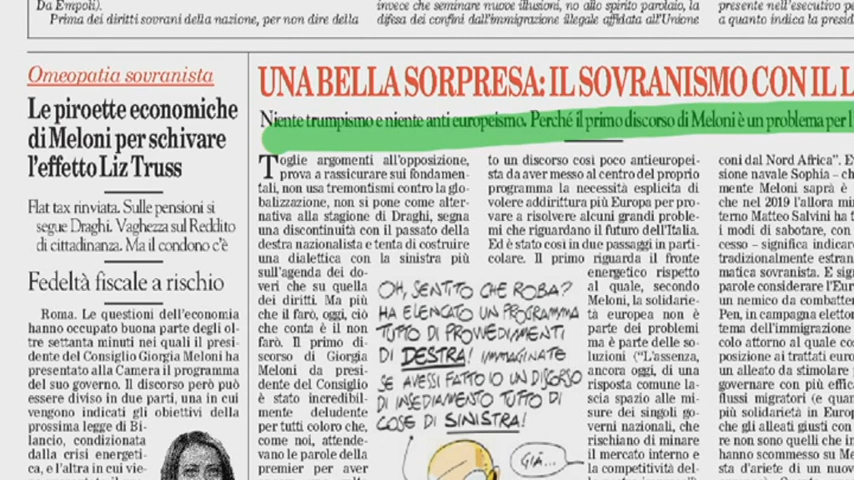 Da Empoli).
Prima dei diritti sovrani della nazione, per non dire della
invece che seminare nuove illusioni, no allo spirito parolaio, la
difesa dei confini dall'immigrazione illegale affidata all'Unione
presente nell'esecutivo pe
a quanto indica la presid
Omeopatia sovranista
Le piroette economiche
di Meloni per schivare
l'effetto Liz Truss
Flat tax rinviata. Sulle pensioni si
segue Draghi. Vaghezza sul Reddito
di cittadinanza. Ma il condono c'è
Fedeltà fiscale a rischio
Roma. Le questioni dell'economia
hanno occupato buona parte degli ol-
tre settanta minuti nei quali il presi-
dente del Consiglio Giorgia Meloni ha
presentato alla Camera il programma
del suo governo. Il discorso però può
essere diviso in due parti, una in cui
vengono indicati gli obiettivi della
prossima legge di Bi-
lancio, condizionata
dalla crisi energeti-
ca, e l'altra in cui vie-
UNA BELLA SORPRESA: IL SOVRANISMO CON IL L
Niente trumpismo e niente anti europeismo. Perché il primo discorso di Meloni è un problema per l
Toglie argomenti all'opposizione,
prova a rassicurare sui fondamen-
tali, non usa tremontismi contro la glo-
balizzazione, non si pone come alter-
nativa alla stagione di Draghi, segna
una discontinuità con il passato della
destra nazionalista e tenta di costruire
una dialettica con la sinistra più
sull'agenda dei do-
veri che su quella
dei diritti. Ma più
che il farò, oggi, ciò
che conta è il non
farò. Il primo di-
scorso di Giorgia
Meloni da presi-
dente del Consiglio
è stato incredibil-
mente deludente
per tutti coloro che,
come noi, attende-
vano le parole della
premier per aver
to un discorso così poco antieuropei-
sta da aver messo al centro del proprio
programma la necessità esplicita di
volere addirittura più Europa per pro-
vare a risolvere alcuni grandi proble-
mi che riguardano il futuro dell'Italia.
Ed è stato così in due passaggi in parti-
colare. Il primo riguarda il fronte
energetico rispetto
al quale, secondo
Meloni, la solidarie-
tà europea non è
parte dei problemi
ma è parte delle so-
luzioni ("L'assenza,
ancora oggi, di una
risposta comune la-
scia spazio alle mi-
sure dei singoli go-
verni nazionali, che
rischiano di minare
il mercato interno e
la competitività del-
OH, SENTITO CHE ROBA?
HA ELENCATO UN PROGRAMMA
TUTTO DI PROVVEDIMENTI
DI DESTRA! IMMAGINATE
SE AVESSI FATTO IO UN DISCORSO
DI INSEDIAMENTO TUTTO DI
COSE DI SINISTRA!
GIÀ...
coni dal Nord Africa". E
sione navale Sophia – ch
mente Meloni saprà è
che nel 2019 l'allora min
terno Matteo Salvini ha t
i modi di sabotare, con
cesso – significa indicar
tradizionalmente estran
matica sovranista. E sign
parole considerare l'Eur
un nemico da combatter
Pen, in campagna elettor
tema dell'immigrazione
colo attorno al quale cos
posizione ai trattati euro
un alleato da stimolare
governare con più effica
flussi migratori (e quan
più solidarietà in Europ
che gli alleati giusti con
re non sono quelli che in
hanno scommesso su M
sta d'ariete di un nuov